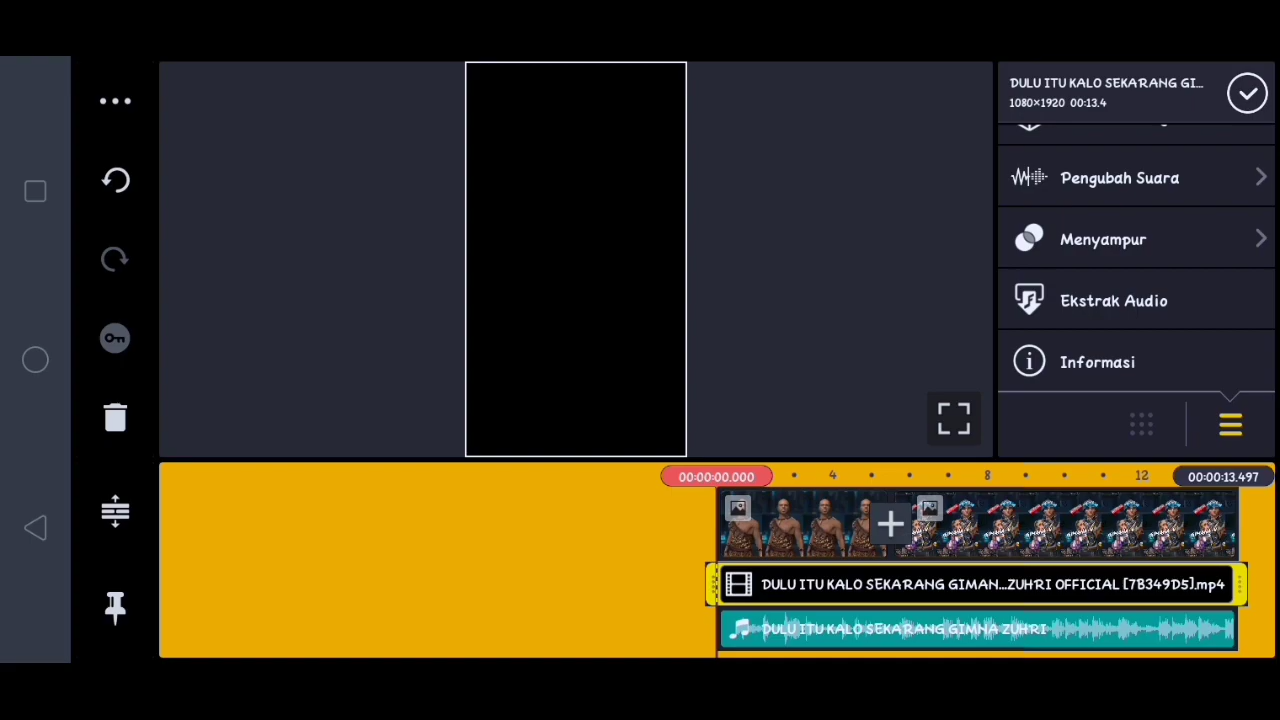 DULU ITU KALO SEKARANG GI...
1080×1920 00:13.4
Pengubah Suara
Menyampur
Ekstrak Audio
Informasi
00:00:00.000
4
8
12
00:00:13.497
DULU ITU KALO SEKARANG GIMAN...ZUHRI OFFICIAL [7B349D5].mp4
DULU ITU KALO SEKARANG GIMNA ZUHRI